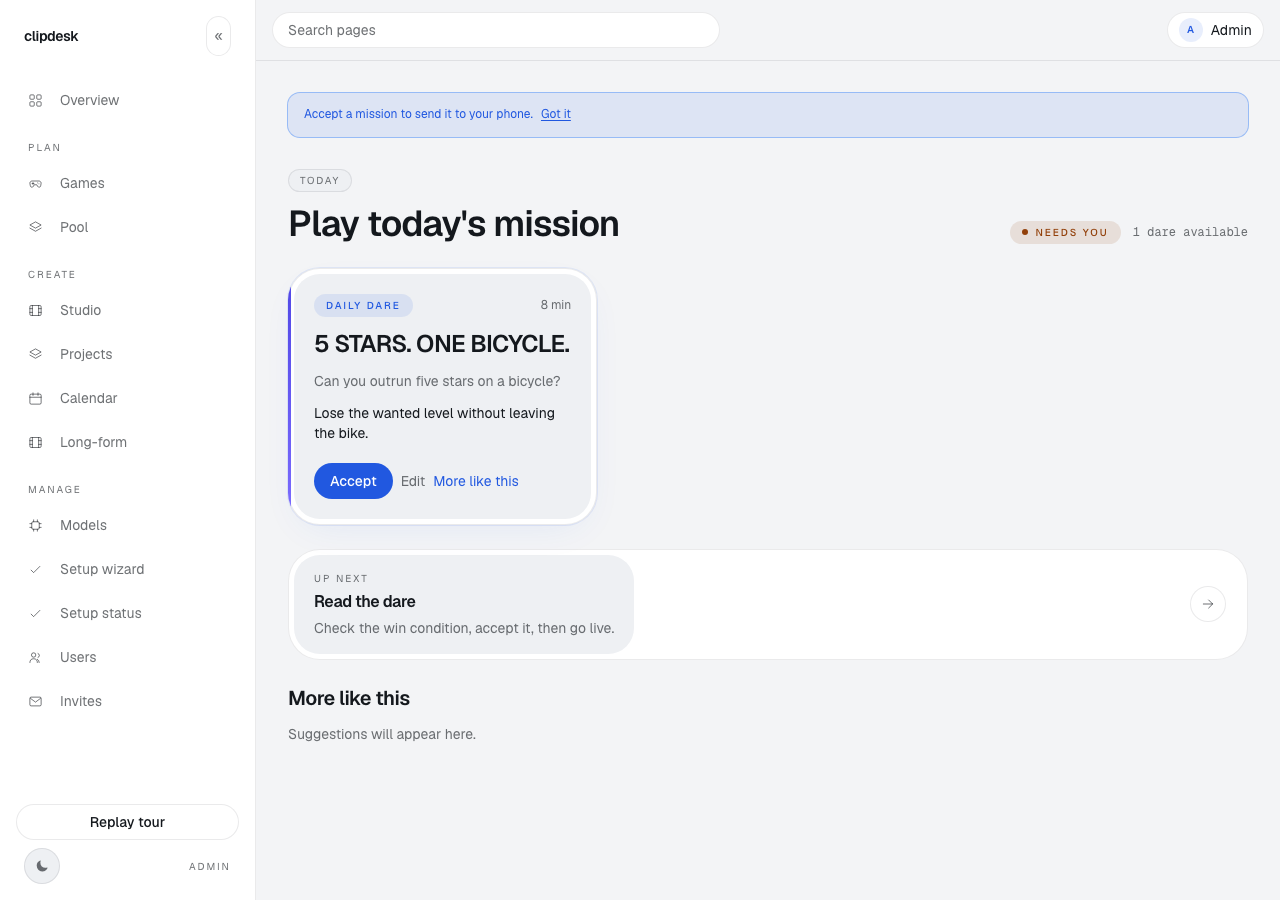 clipdesk
«
Overview
PLAN
Games
Pool
CREATE
Studio
Projects
Calendar
Long-form
MANAGE
Models
Setup wizard
Setup status
Users
Invites
Replay tour
ADMIN
Search pages
A Admin
Accept a mission to send it to your phone. Got it
TODAY
Play today's mission
NEEDS YOU 1 dare available
DAILY DARE 8 min
5 STARS. ONE BICYCLE.
Can you outrun five stars on a bicycle?
Lose the wanted level without leaving
the bike.
Accept Edit More like this
UP NEXT
Read the dare
Check the win condition, accept it, then go live.
More like this
Suggestions will appear here.